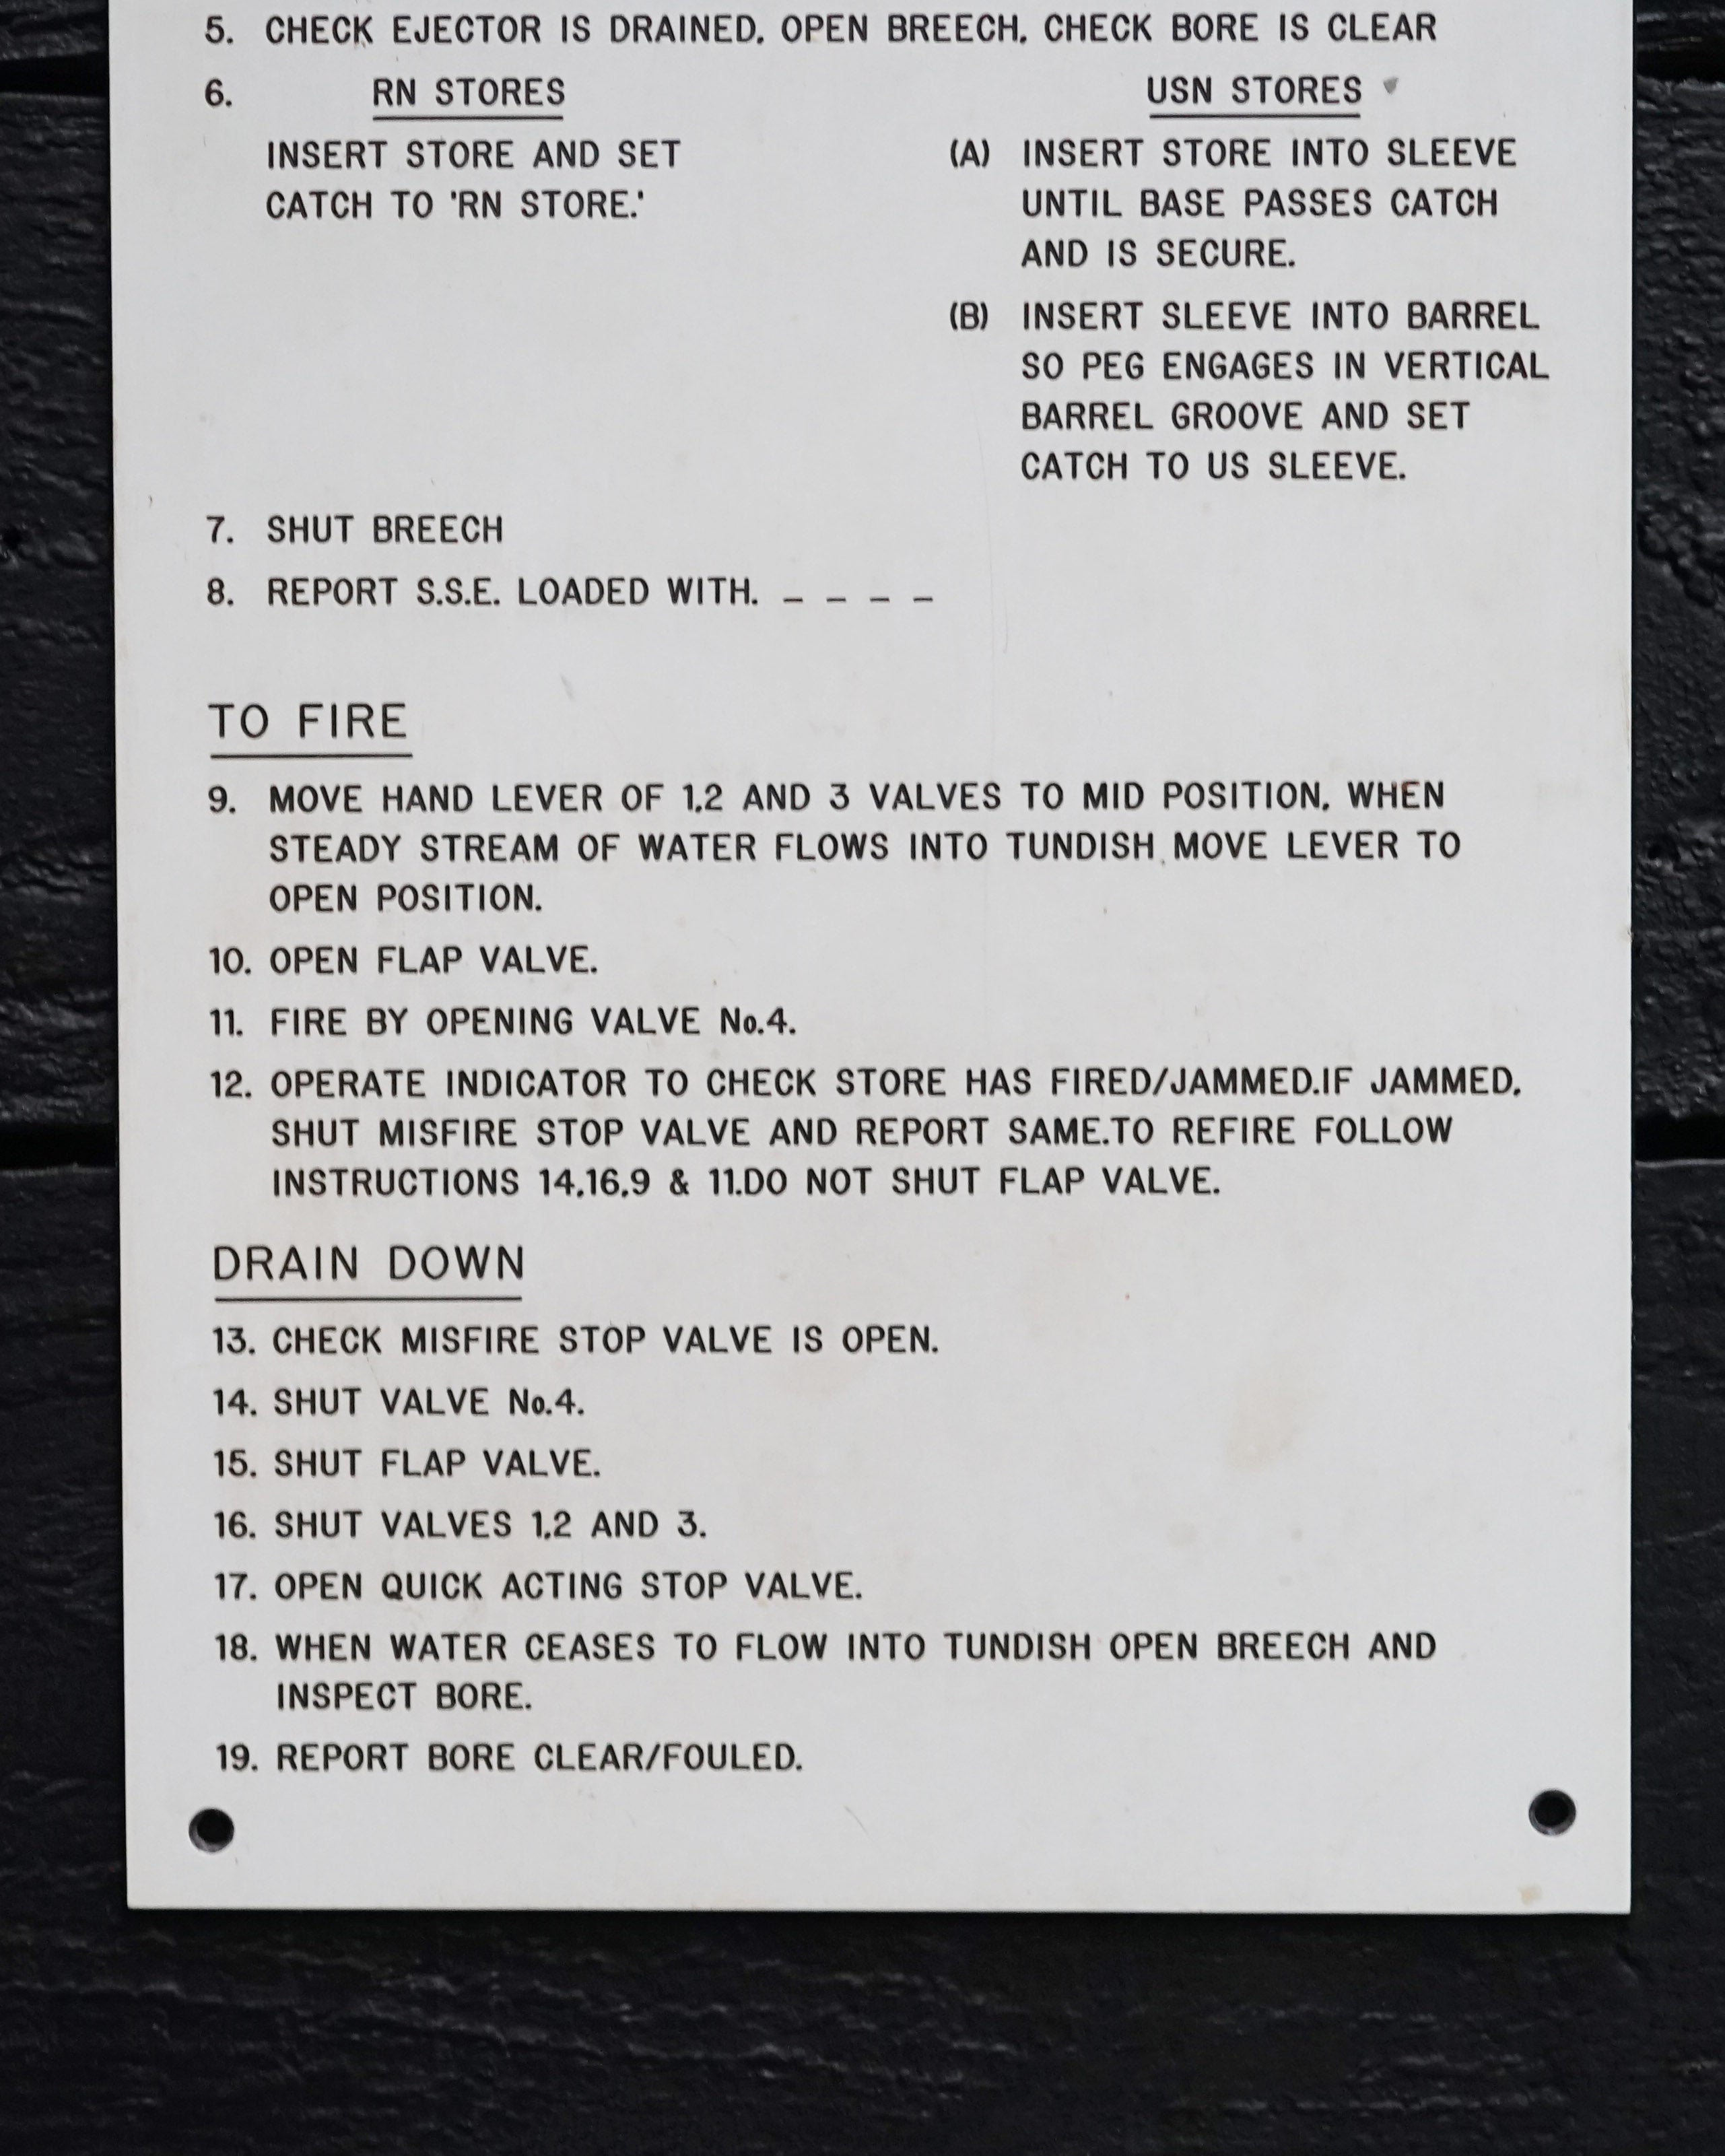 5. CHECK EJECTOR IS DRAINED. OPEN BREECH. CHECK BORE IS CLEAR
6. RN STORES
INSERT STORE AND SET
CATCH TO 'RN STORE.'
USN STORES
(A) INSERT STORE INTO SLEEVE
UNTIL BASE PASSES CATCH
AND IS SECURE.
(B) INSERT SLEEVE INTO BARREL
SO PEG ENGAGES IN VERTICAL
BARREL GROOVE AND SET
CATCH TO US SLEEVE.
7. SHUT BREECH
8. REPORT S.S.E. LOADED WITH. _ _ _ _
TO FIRE
9. MOVE HAND LEVER OF 1,2 AND 3 VALVES TO MID POSITION, WHEN
STEADY STREAM OF WATER FLOWS INTO TUNDISH MOVE LEVER TO
OPEN POSITION.
10. OPEN FLAP VALVE.
11. FIRE BY OPENING VALVE No.4.
12. OPERATE INDICATOR TO CHECK STORE HAS FIRED/JAMMED.IF JAMMED,
SHUT MISFIRE STOP VALVE AND REPORT SAME.TO REFIRE FOLLOW
INSTRUCTIONS 14,16,9 & 11.DO NOT SHUT FLAP VALVE.
DRAIN DOWN
13. CHECK MISFIRE STOP VALVE IS OPEN.
14. SHUT VALVE No.4.
15. SHUT FLAP VALVE.
16. SHUT VALVES 1,2 AND 3.
17. OPEN QUICK ACTING STOP VALVE.
18. WHEN WATER CEASES TO FLOW INTO TUNDISH OPEN BREECH AND
INSPECT BORE.
19. REPORT BORE CLEAR/FOULED.